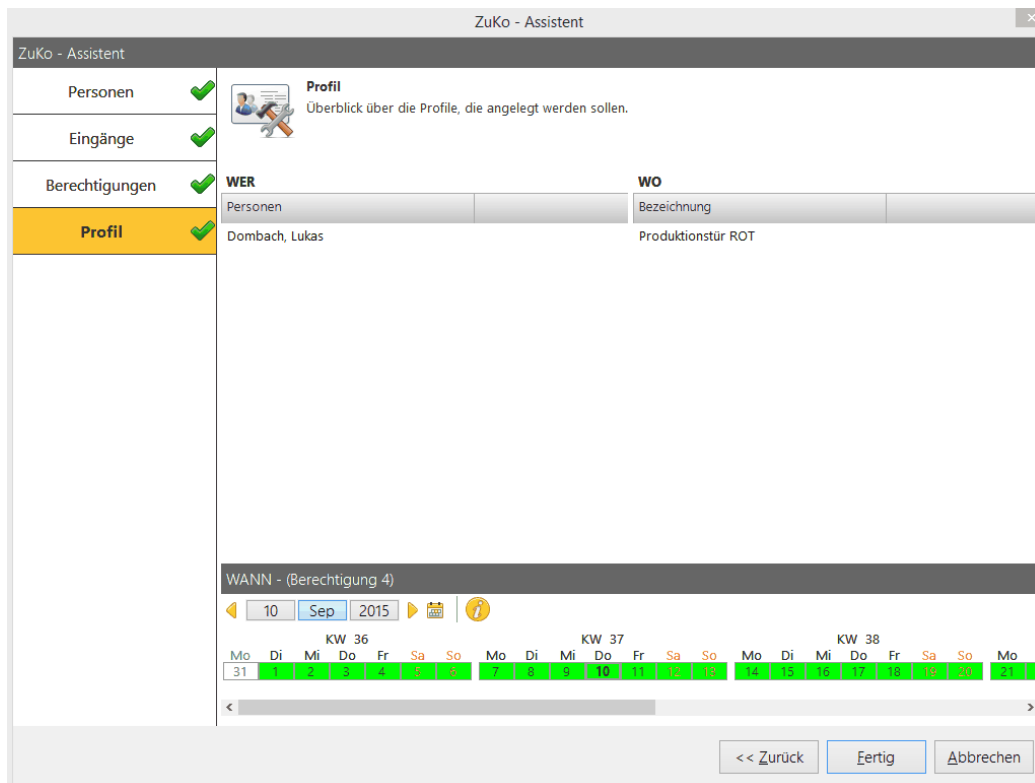 ZuKo - Assistent
ZuKo - Assistent
Personen
Eingänge
Berechtigungen
Profil
Profil
Überblick über die Profile, die angelegt werden sollen.
WER
WO
Personen
Bezeichnung
Dombach, Lukas
Produktionstür ROT
WANN - (Berechtigung 4)
10 Sep 2015
KW 36 KW 37 KW 38
Mo Di Mi Do Fr Sa So Mo Di Mi Do Fr Sa So Mo Di Mi Do Fr Sa So Mo
31 1 2 3 4 5 6 7 8 9 10 11 12 13 14 15 16 17 18 19 20 21
<< Zurück Fertig Abbrechen